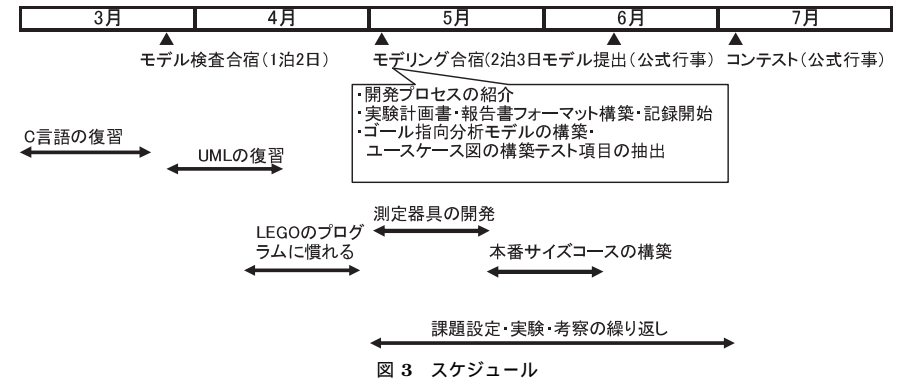 3月 4月 5月 6月 7月
モデル検査合宿(1泊2日) モデリング合宿(2泊3日モデル提出(公式行事) コンテスト(公式行事)
・開発プロセスの紹介
・実験計画書・報告書フォーマット構築・記録開始
・ゴール指向分析モデルの構築・
ユースケース図の構築テスト項目の抽出
C言語の復習
UMLの復習
測定器具の開発
LEGOのプログ
ラムに慣れる
本番サイズコースの構築
課題設定・実験・考察の繰り返し
図 3 スケジュール